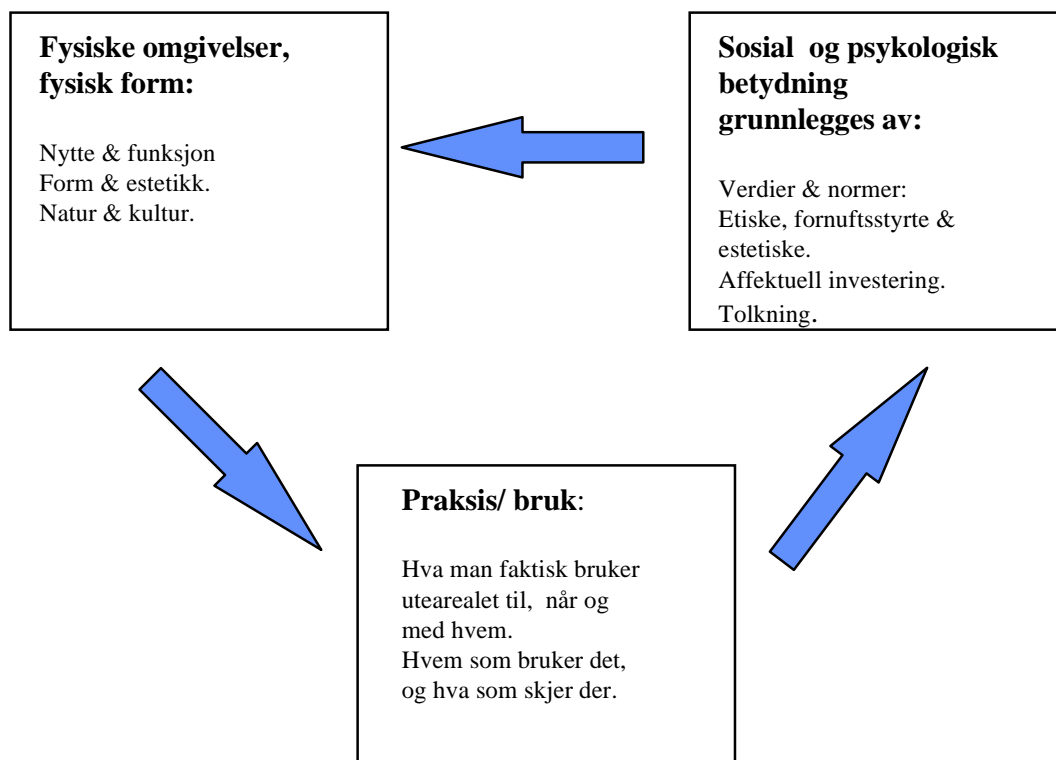 Fysiske omgivelser,
fysisk form:
Nytte & funksjon
Form & estetikk.
Natur & kultur.
Sosial og psykologisk
betydning
grunnlegges av:
Verdier & normer:
Etiske, fornuftsstyrte &
estetiske.
Affektuell investering.
Tolkning.
Praksis/ bruk:
Hva man faktisk bruker
utearealet til, når og
med hvem.
Hvem som bruker det,
og hva som skjer der.